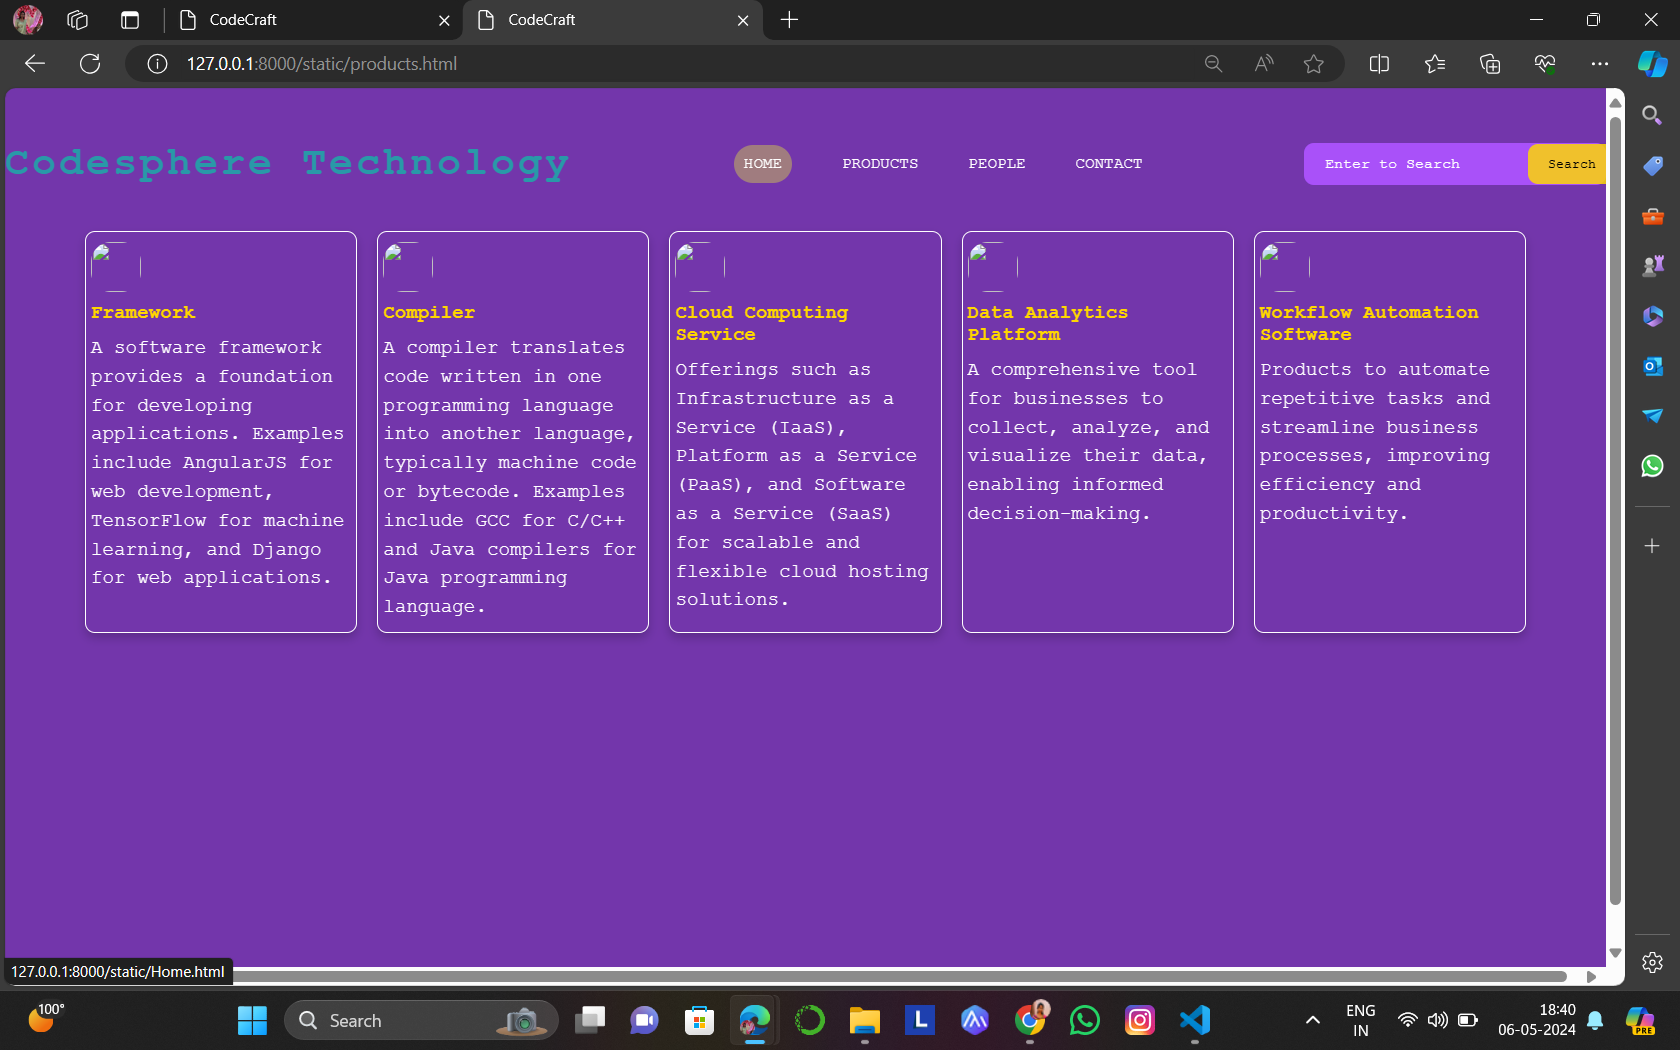 CodeCraft
CodeCraft
127.0.0.1:8000/static/products.html
Codesphere Technology
HOME
PRODUCTS
PEOPLE
CONTACT
Enter to Search
Search
Framework
A software framework
provides a foundation
for developing
applications. Examples
include AngularJS for
web development,
TensorFlow for machine
learning, and Django
for web applications.
Compiler
A compiler translates
code written in one
programming language
into another language,
typically machine code
or bytecode. Examples
include GCC for C/C++
and Java compilers for
Java programming
language.
Cloud Computing
Service
Offerings such as
Infrastructure as a
Service (IaaS),
Platform as a Service
(PaaS), and Software
as a Service (SaaS)
for scalable and
flexible cloud hosting
solutions.
Data Analytics
Platform
A comprehensive tool
for businesses to
collect, analyze, and
visualize their data,
enabling informed
decision-making.
Workflow Automation
Software
Products to automate
repetitive tasks and
streamline business
processes, improving
efficiency and
productivity.
127.0.0.1:8000/static/Home.html
100°
Search
L
ENG
IN
18:40
06-05-2024
PRE